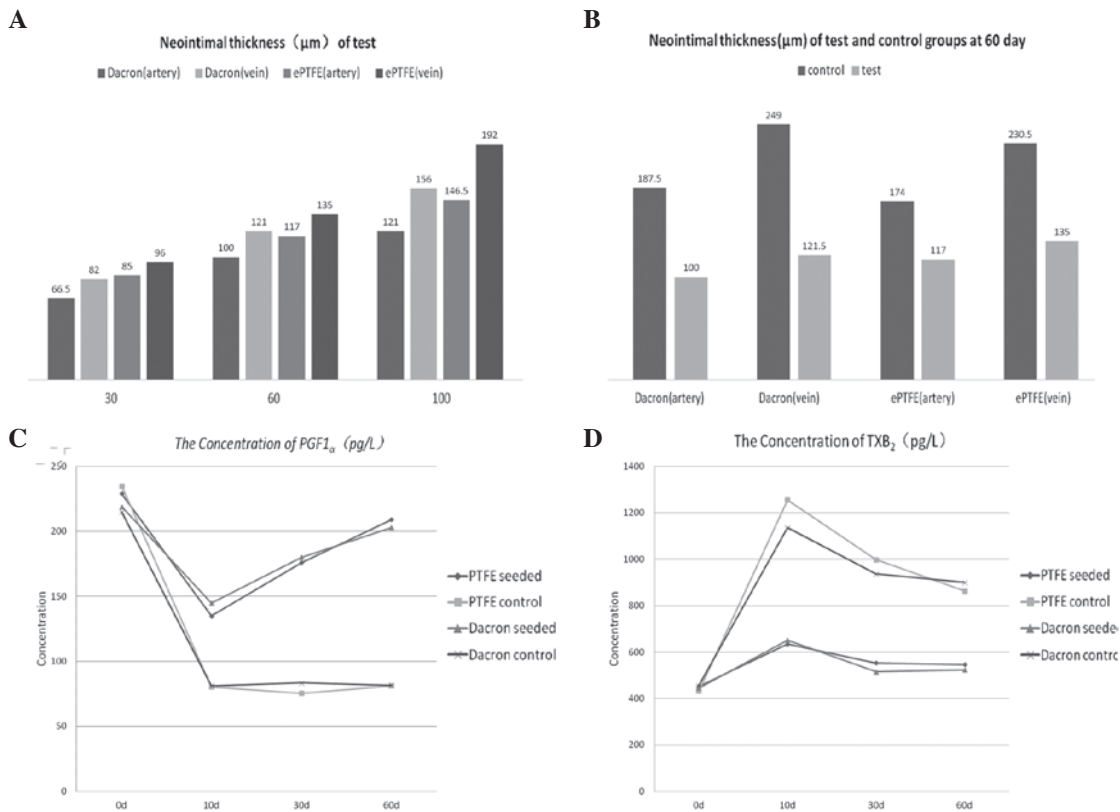 A
Neointimal thickness (μm) of test
Dacron(artery) Dacron(vein) ePTFE(artery) ePTFE(vein)
192
156
146.5
135
121 117 121
100
96
82 85
66.5
30 60 100
B
Neointimal thickness(μm) of test and control groups at 60 day
control test
249
230.5
187.5
174
135
121.5 117
100
Dacron(artery) Dacron(vein) ePTFE(artery) ePTFE(vein)
C
The Concentration of PGF1α (pg/L)
250
200
150
100
50
0
Concentration
0d 10d 30d 60d
PTFE seeded
PTFE control
Dacron seeded
Dacron control
D
The Concentration of TXB2 (pg/L)
1400
1200
1000
800
600
400
200
0
Concentration
0d 10d 30d 60d
PTFE seeded
PTFE control
Dacron seede
Dacron contro